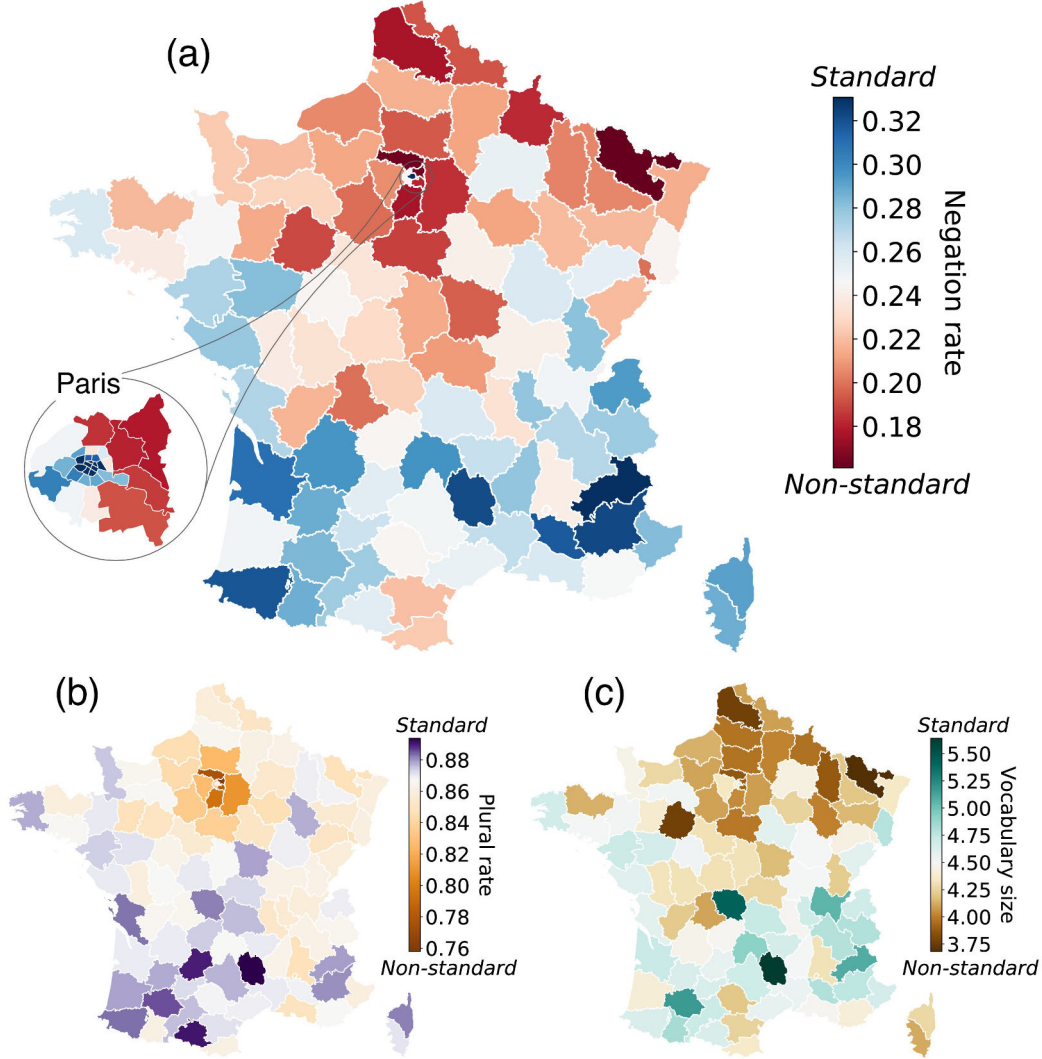 (a)
Standard
0.32
0.30
0.28
0.26
0.24
0.22
0.20
0.18
Negation rate
Non-standard
Paris
(b)
Standard
0.88
0.86
0.84
0.82
0.80
0.78
0.76
Plural rate
Non-standard
(c)
Standard
5.50
5.25
5.00
4.75
4.50
4.25
4.00
3.75
Vocabulary size
Non-standard